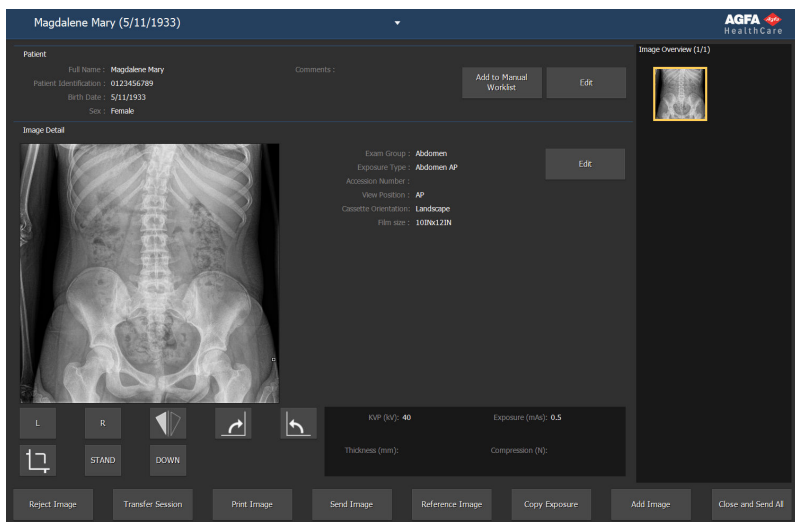 Magdalene Mary (5/11/1933)
AGFA
HealthCare
Patient
Full Name : Magdalene Mary
Comments :
Patient Identification : 0123456789
Birth Date : 5/11/1933
Sex : Female
Add to Manual
Worklist
Edit
Image Overview (1/1)
Image Detail
Exam Group : Abdomen
Exposure Type : Abdomen AP
Accession Number :
View Position : AP
Cassette Orientation: Landscape
Film size : 10INx12IN
Edit
L
R
STAND
DOWN
KVP (kV): 40
Exposure (mAs): 0.5
Thickness (mm):
Compression (N):
Reject Image
Transfer Session
Print Image
Send Image
Reference Image
Copy Exposure
Add Image
Close and Send All